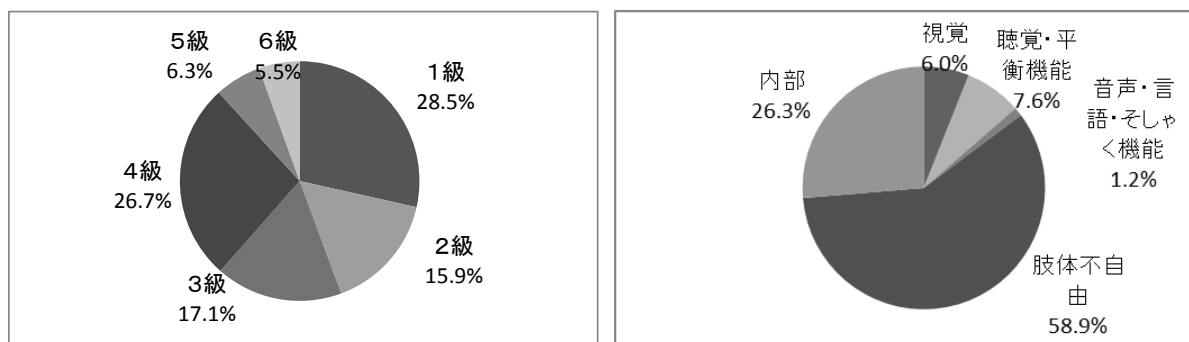 1級
28.5%
2級
15.9%
3級
17.1%
4級
26.7%
5級
6.3%
6級
5.5%
視覚
6.0%
聴覚・平
衡機能
7.6%
音声・言
語・そしゃ
く機能
1.2%
肢体不自
由
58.9%
内部
26.3%